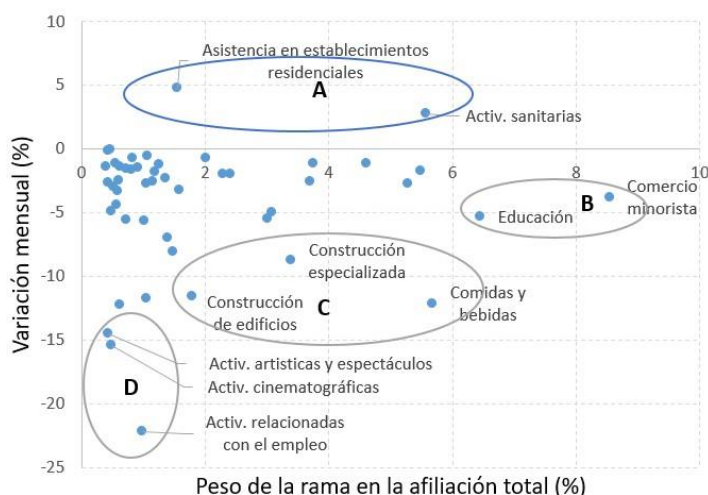 10
5
0
-5
-10
-15
-20
-25
0
2
4
6
8
10
Variación mensual (%)
Peso de la rama en la afiliación total (%)
Asistencia en establecimientos
residenciales
A
Activ. sanitarias
B
Comercio
minorista
Educación
Construcción
especializada
Construcción
de edificios
C
Comidas y
bebidas
Activ. artisticas y espectáculos
D
Activ. cinematográficas
Activ. relacionadas
con el empleo